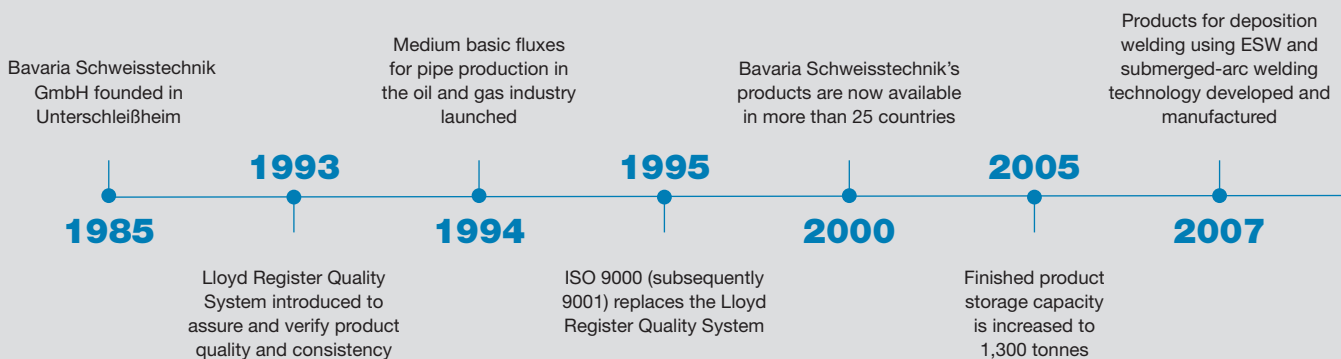 Bavaria Schweisstechnik
GmbH founded in
Unterschleißheim
1985
1993
Lloyd Register Quality
System introduced to
assure and verify product
quality and consistency
Medium basic fluxes
for pipe production in
the oil and gas industry
launched
1994
1995
ISO 9000 (subsequently
9001) replaces the Lloyd
Register Quality System
Bavaria Schweisstechnik’s
products are now available
in more than 25 countries
2000
2005
Finished product
storage capacity
is increased to
1,300 tonnes
Products for deposition
welding using ESW and
submerged-arc welding
technology developed and
manufactured
2007